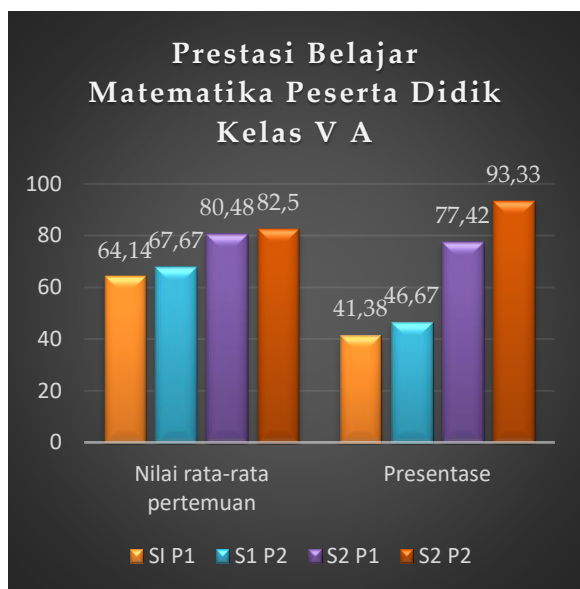 Prestasi Belajar
Matematika Peserta Didik
Kelas V A
100
80
60
40
20
0
64,14
67,67
80,48
82,5
41,38
46,67
77,42
93,33
Nilai rata-rata
pertemuan
Presentase
SI P1 S1 P2 S2 P1 S2 P2